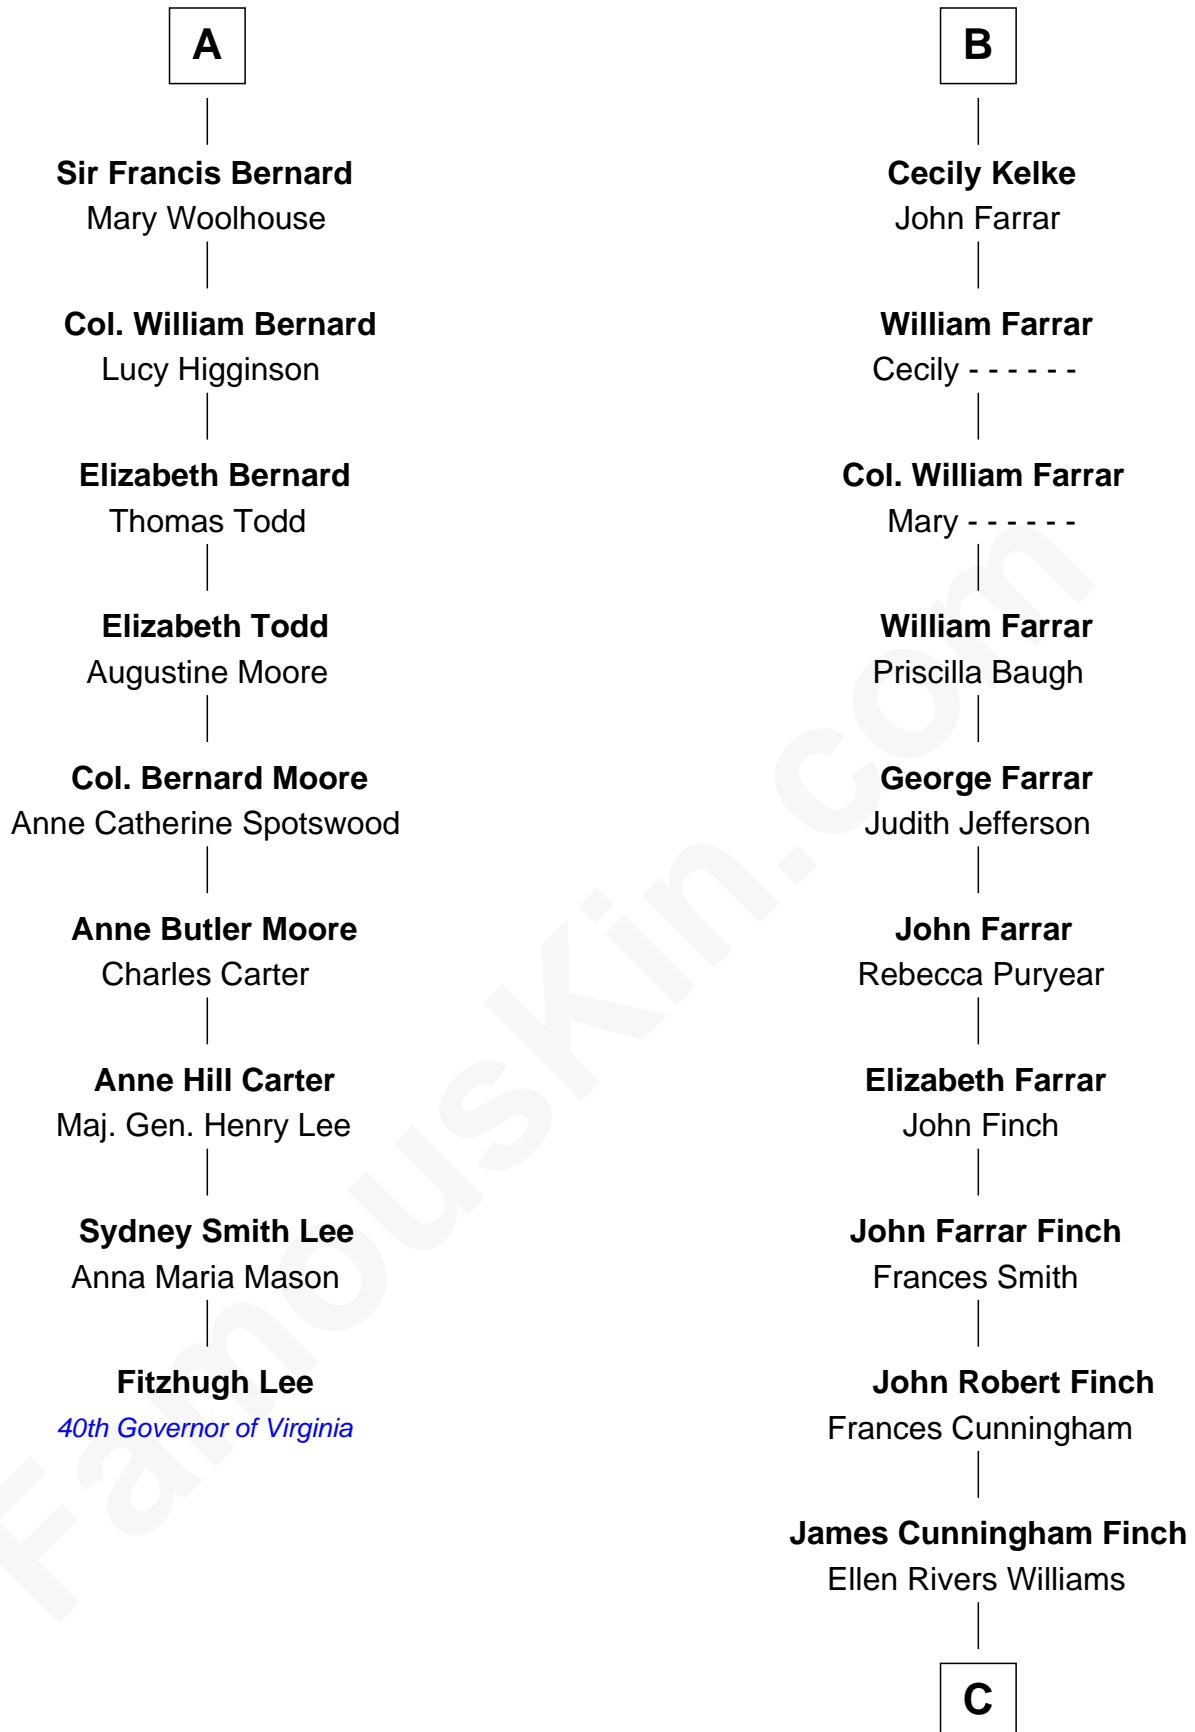 A
Sir Francis Bernard
Mary Woolhouse
Col. William Bernard
Lucy Higginson
Elizabeth Bernard
Thomas Todd
Elizabeth Todd
Augustine Moore
Col. Bernard Moore
Anne Catherine Spotswood
Anne Butler Moore
Charles Carter
Anne Hill Carter
Maj. Gen. Henry Lee
Sydney Smith Lee
Anna Maria Mason
Fitzhugh Lee
40th Governor of Virginia
B
Cecily Kelke
John Farrar
William Farrar
Cecily - - - - - -
Col. William Farrar
Mary - - - - - -
William Farrar
Priscilla Baugh
George Farrar
Judith Jefferson
John Farrar
Rebecca Puryear
Elizabeth Farrar
John Finch
John Farrar Finch
Frances Smith
John Robert Finch
Frances Cunningham
James Cunningham Finch
Ellen Rivers Williams
C
FamousKin.com